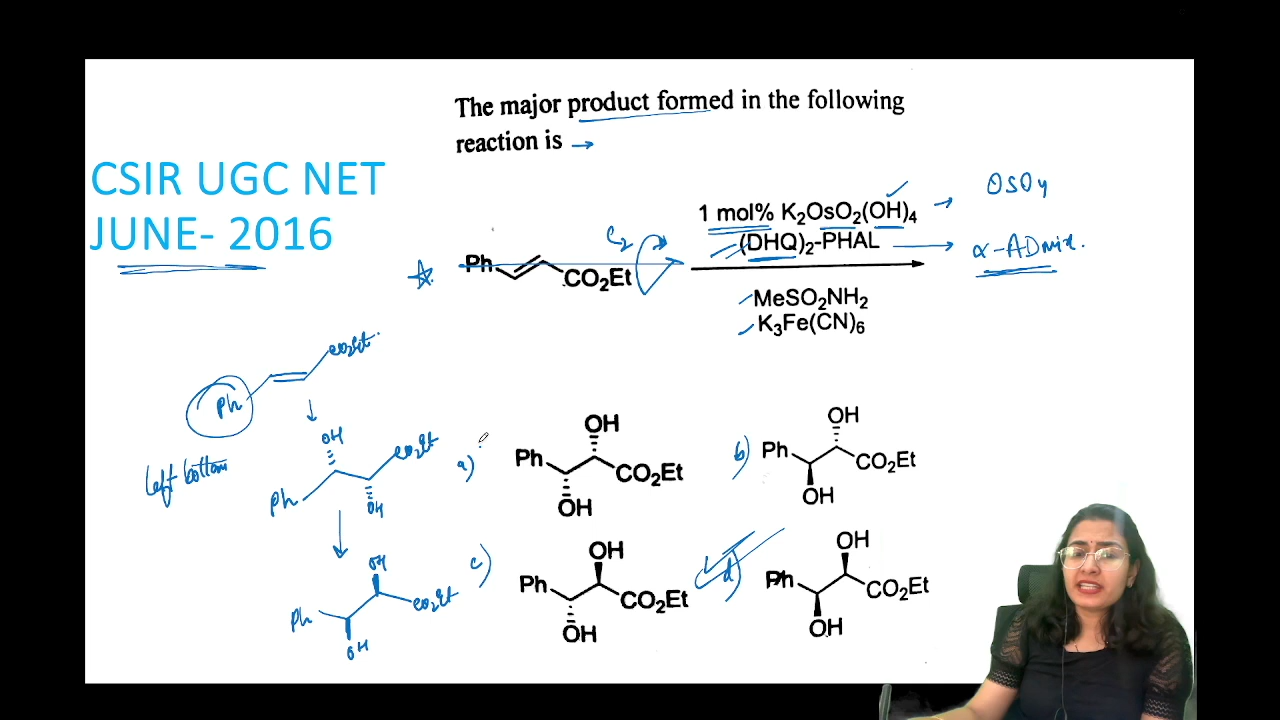 The major product formed in the following
reaction is →
CSIR UGC NET
JUNE- 2016
1 mol% K₂OsO₂(OH)₄ → OsO₄
(DHQ)₂-PHAL → α-ADmix.
Ph CO₂Et C₂
MeSO₂NH₂
K₃Fe(CN)₆
Ph CO₂Et
left bottom
OH
Ph CO₂Et
OH
OH
Ph CO₂Et
OH
a)
OH
Ph CO₂Et
OH
b)
OH
Ph CO₂Et
OH
c)
OH
Ph CO₂Et
OH
d)
OH
Ph CO₂Et
OH